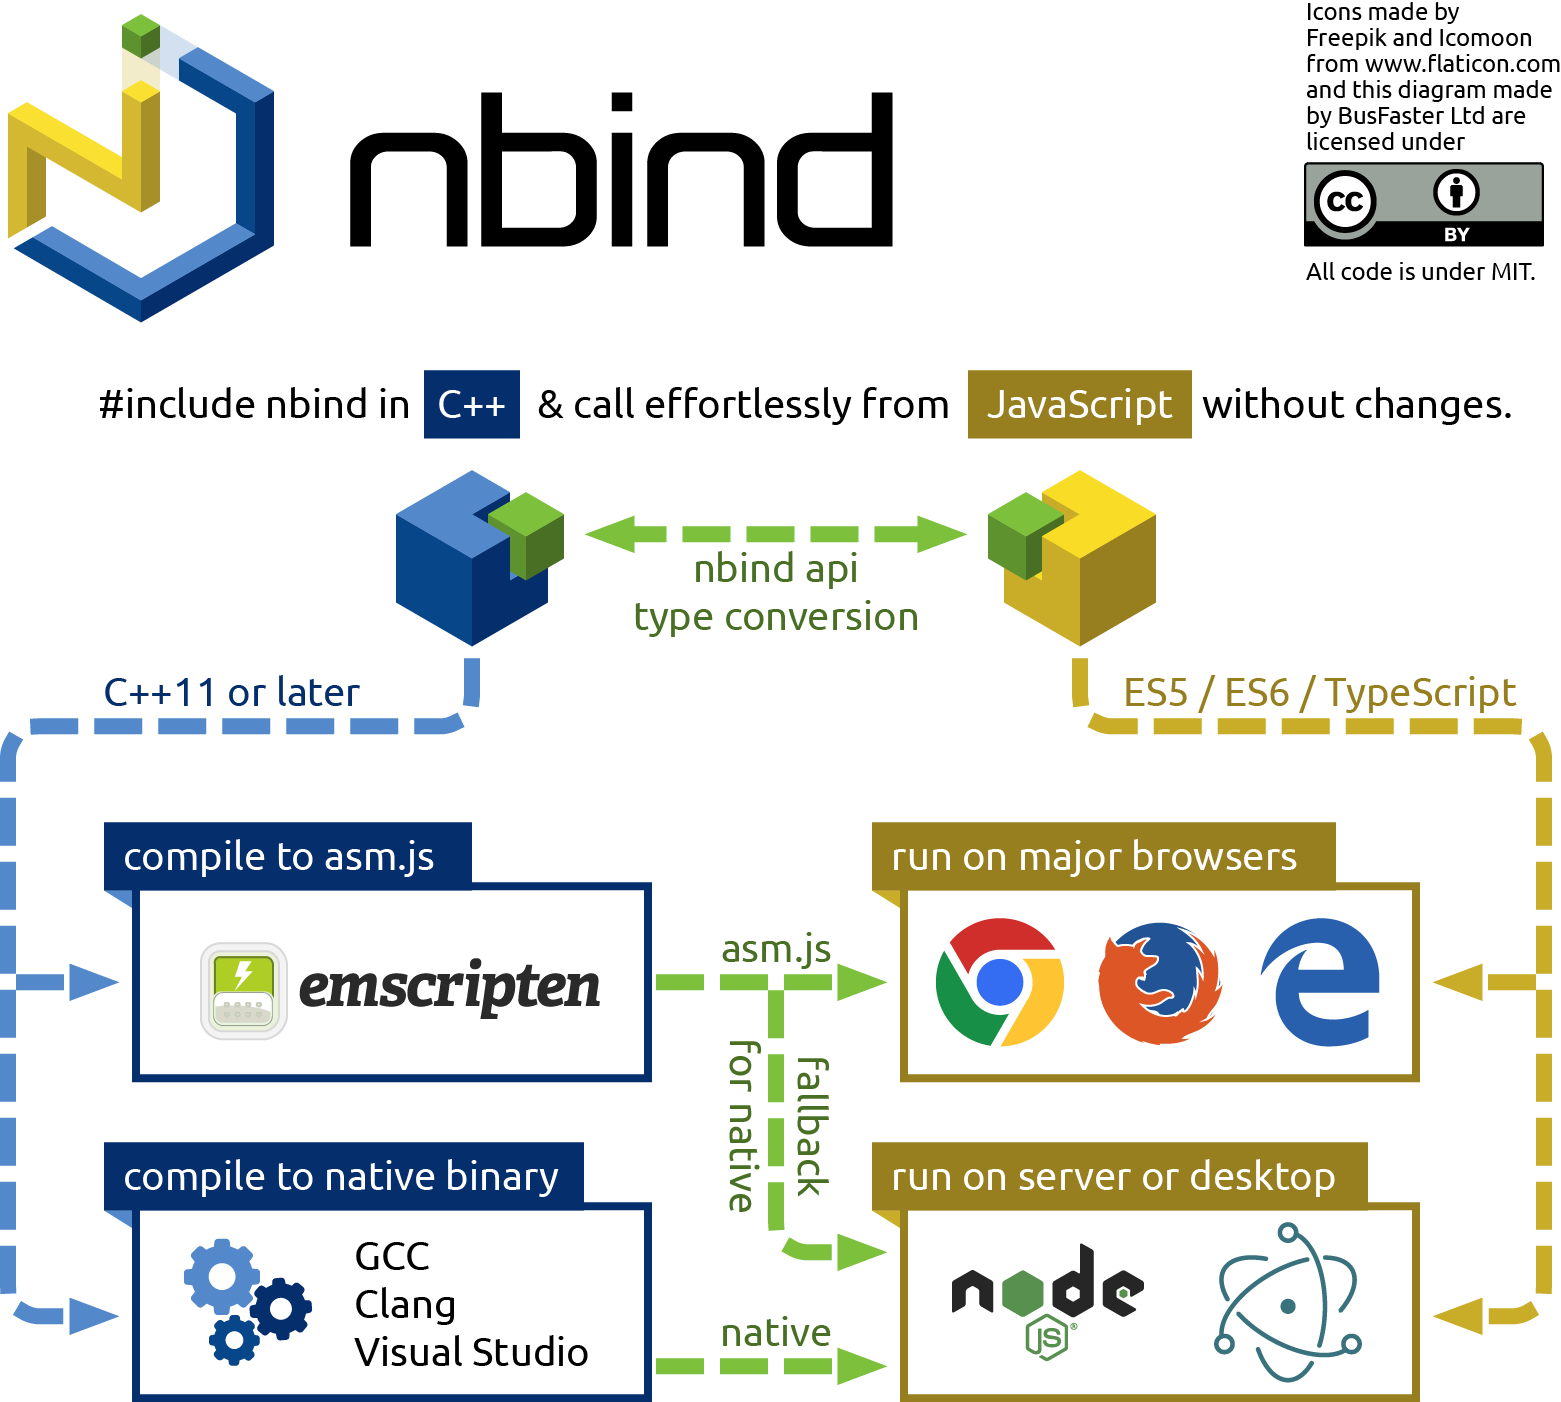 nbind
Icons made by
Freepik and Icomoon
from www.flaticon.com
and this diagram made
by BusFaster Ltd are
licensed under
CC
BY
All code is under MIT.
#include nbind in C++ & call effortlessly from JavaScript without changes.
nbind api
type conversion
C++11 or later
ES5 / ES6 / TypeScript
compile to asm.js
emscripten
asm.js
run on major browsers
fallback
for native
compile to native binary
GCC
Clang
Visual Studio
native
run on server or desktop
node
JS®